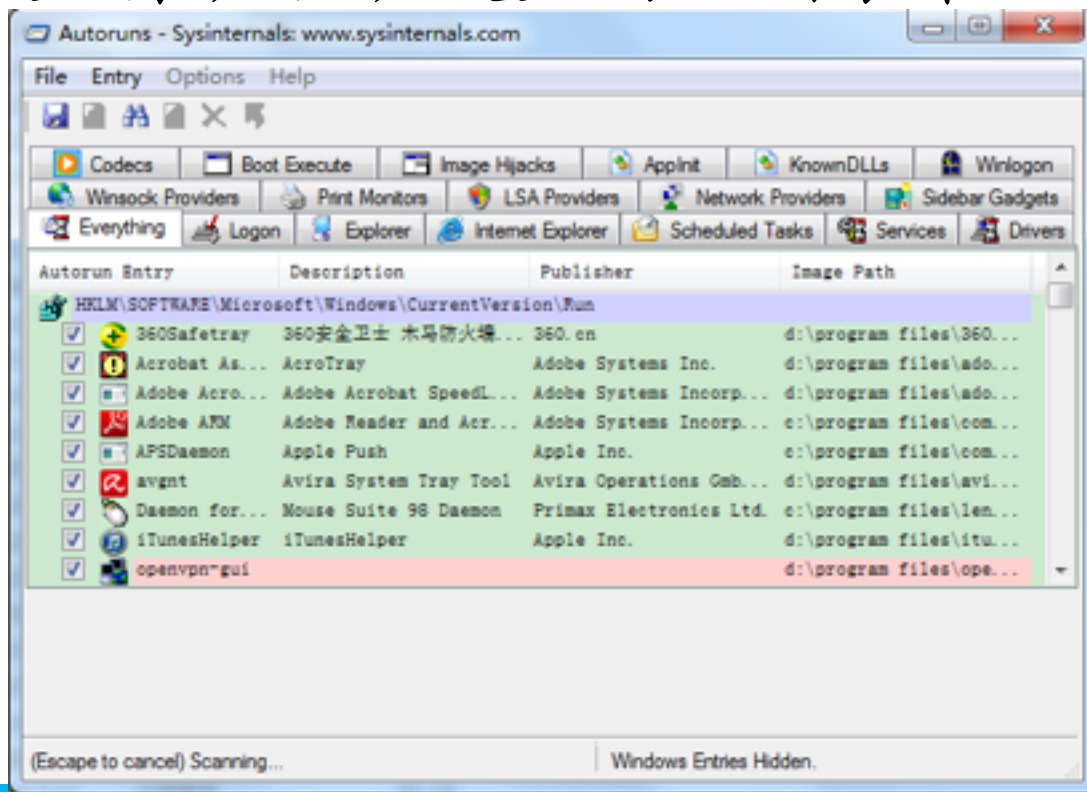 Autoruns - Sysinternals: www.sysinternals.com
File Entry Options Help
Codecs Boot Execute Image Hijacks AppInit KnownDLLs Winlogon
Winsock Providers Print Monitors LSA Providers Network Providers Sidebar Gadgets
Everything Logon Explorer Internet Explorer Scheduled Tasks Services Drivers
Autorun Entry Description Publisher Image Path
HKLM\SOFTWARE\Microsoft\Windows\CurrentVersion\Run
360Safetray 360安全卫士 木马防火墙... 360.cn d:\program files\360...
Acrobat As... AcroTray Adobe Systems Inc. d:\program files\ado...
Adobe Acro... Adobe Acrobat SpeedL... Adobe Systems Incorp... d:\program files\ado...
Adobe ARM Adobe Reader and Acr... Adobe Systems Incorp... c:\program files\com...
APSDaemon Apple Push Apple Inc. c:\program files\com...
avgnt Avira System Tray Tool Avira Operations Gmb... d:\program files\avi...
Daemon for... Mouse Suite 98 Daemon Primax Electronics Ltd. c:\program files\len...
iTunesHelper iTunesHelper Apple Inc. d:\program files\itu...
openvpn-gui d:\program files\ope...
(Escape to cancel) Scanning... Windows Entries Hidden.